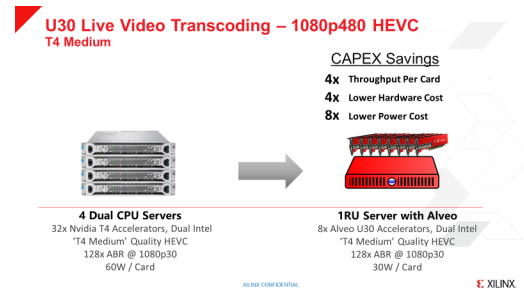 U30 Live Video Transcoding – 1080p480 HEVC
T4 Medium
CAPEX Savings
4x Throughput Per Card
4x Lower Hardware Cost
8x Lower Power Cost
4 Dual CPU Servers
32x Nvidia T4 Accelerators, Dual Intel
'T4 Medium' Quality HEVC
128x ABR @ 1080p30
60W / Card
1RU Server with Alveo
8x Alveo U30 Accelerators, Dual Intel
'T4 Medium' Quality HEVC
128x ABR @ 1080p30
30W / Card
XILINX CONFIDENTIAL
XILINX.